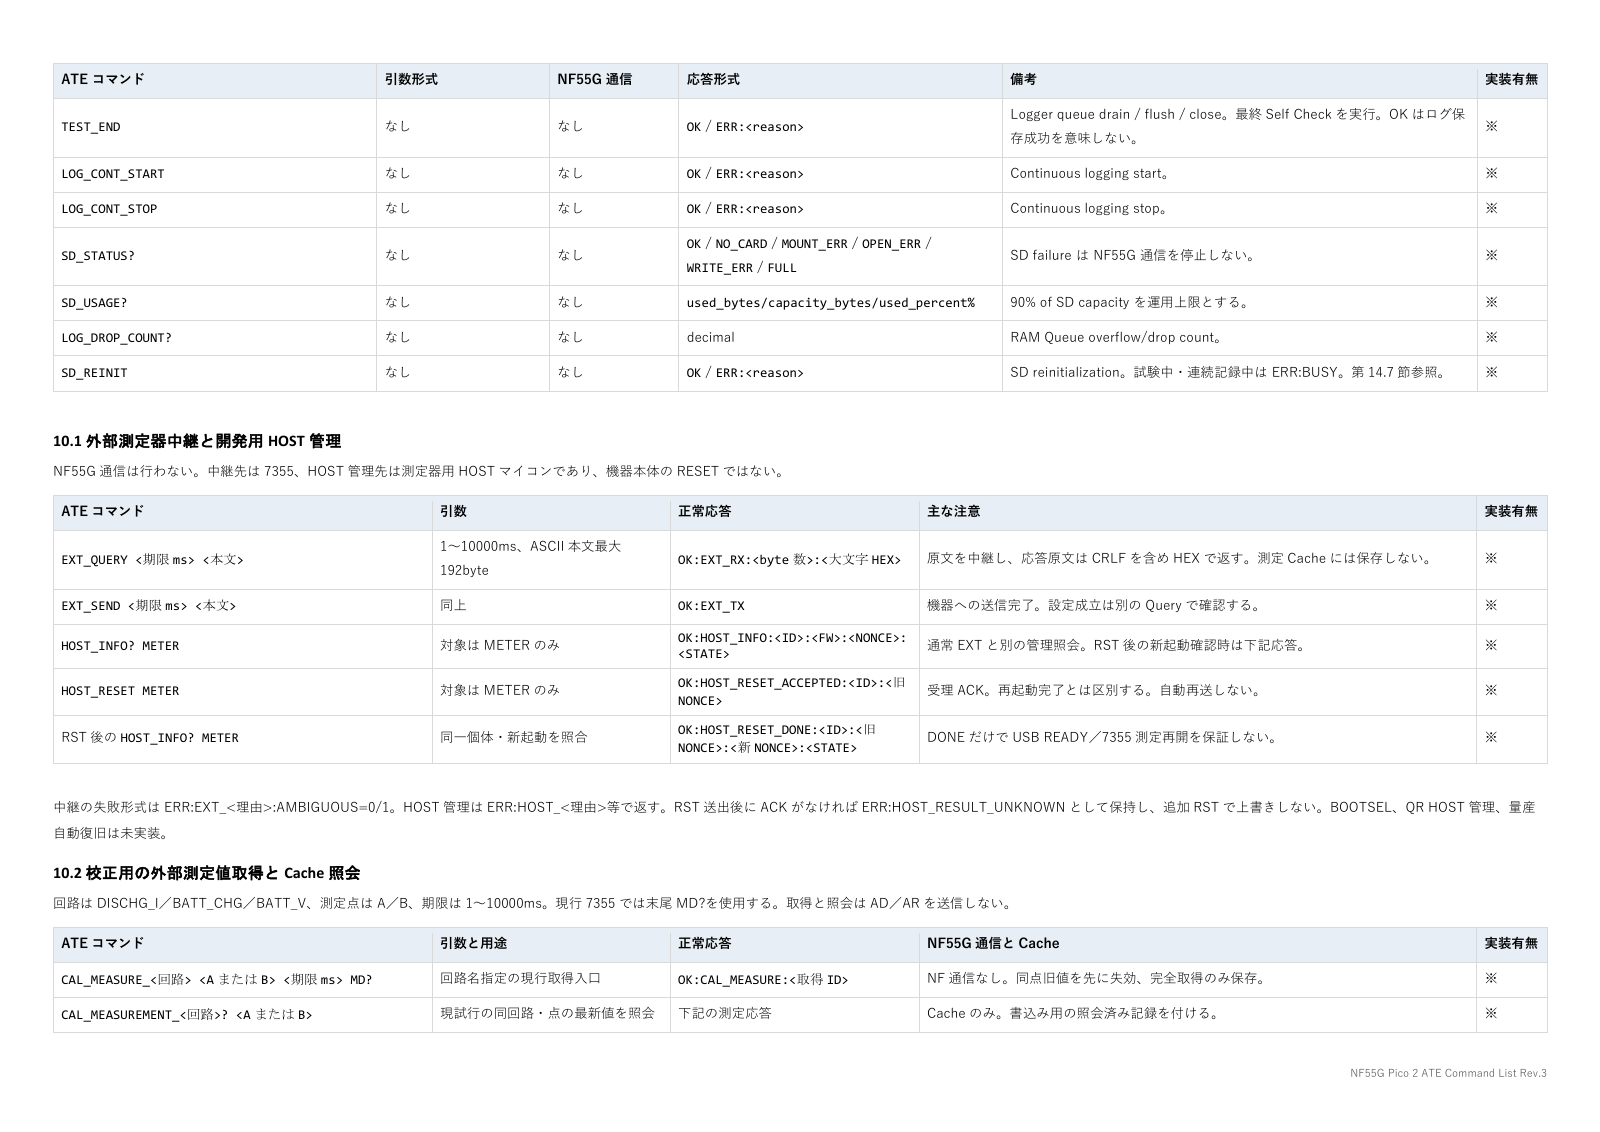 ATE コマンド 引数形式 NF55G 通信 応答形式 備考 実装有無
TEST_END なし なし OK / ERR:<reason> Logger queue drain / flush / close。最終 Self Check を実行。OK はログ保
存成功を意味しない。 ※
LOG_CONT_START なし なし OK / ERR:<reason> Continuous logging start。 ※
LOG_CONT_STOP なし なし OK / ERR:<reason> Continuous logging stop。 ※
SD_STATUS? なし なし OK / NO_CARD / MOUNT_ERR / OPEN_ERR /
WRITE_ERR / FULL SD failure は NF55G 通信を停止しない。 ※
SD_USAGE? なし なし used_bytes/capacity_bytes/used_percent% 90% of SD capacity を運用上限とする。 ※
LOG_DROP_COUNT? なし なし decimal RAM Queue overflow/drop count。 ※
SD_REINIT なし なし OK / ERR:<reason> SD reinitialization。試験中・連続記録中は ERR:BUSY。第 14.7 節参照。 ※
10.1 外部測定器中継と開発用 HOST 管理
NF55G 通信は行わない。中継先は 7355、HOST 管理先は測定器用 HOST マイコンであり、機器本体の RESET ではない。
ATE コマンド 引数 正常応答 主な注意 実装有無
EXT_QUERY <期限 ms> <本文> 1～10000ms、ASCII 本文最大
192byte OK:EXT_RX:<byte 数>:<大文字 HEX> 原文を中継し、応答原文は CRLF を含め HEX で返す。測定 Cache には保存しない。 ※
EXT_SEND <期限 ms> <本文> 同上 OK:EXT_TX 機器への送信完了。設定成立は別の Query で確認する。 ※
HOST_INFO? METER 対象は METER のみ OK:HOST_INFO:<ID>:<FW>:<NONCE>:
<STATE> 通常 EXT と別の管理照会。RST 後の新起動確認時は下記応答。 ※
HOST_RESET METER 対象は METER のみ OK:HOST_RESET_ACCEPTED:<ID>:<旧
NONCE> 受理 ACK。再起動完了とは区別する。自動再送しない。 ※
RST 後の HOST_INFO? METER 同一個体・新起動を照合 OK:HOST_RESET_DONE:<ID>:<旧
NONCE>:<新 NONCE>:<STATE> DONE だけで USB READY／7355 測定再開を保証しない。 ※
中継の失敗形式は ERR:EXT_<理由>:AMBIGUOUS=0/1。HOST 管理は ERR:HOST_<理由>等で返す。RST 送出後に ACK がなければ ERR:HOST_RESULT_UNKNOWN として保持し、追加 RST で上書きしない。BOOTSEL、QR HOST 管理、量産
自動復旧は未実装。
10.2 校正用の外部測定値取得と Cache 照会
回路は DISCHG_I／BATT_CHG／BATT_V、測定点は A／B、期限は 1～10000ms。現行 7355 では末尾 MD?を使用する。取得と照会は AD／AR を送信しない。
ATE コマンド 引数と用途 正常応答 NF55G 通信と Cache 実装有無
CAL_MEASURE_<回路> <A または B> <期限 ms> MD? 回路名指定の現行取得入口 OK:CAL_MEASURE:<取得 ID> NF 通信なし。同点旧値を先に失効、完全取得のみ保存。 ※
CAL_MEASUREMENT_<回路>? <A または B> 現試行の同回路・点の最新値を照会 下記の測定応答 Cache のみ。書込み用の照会済み記録を付ける。 ※
NF55G Pico 2 ATE Command List Rev.3